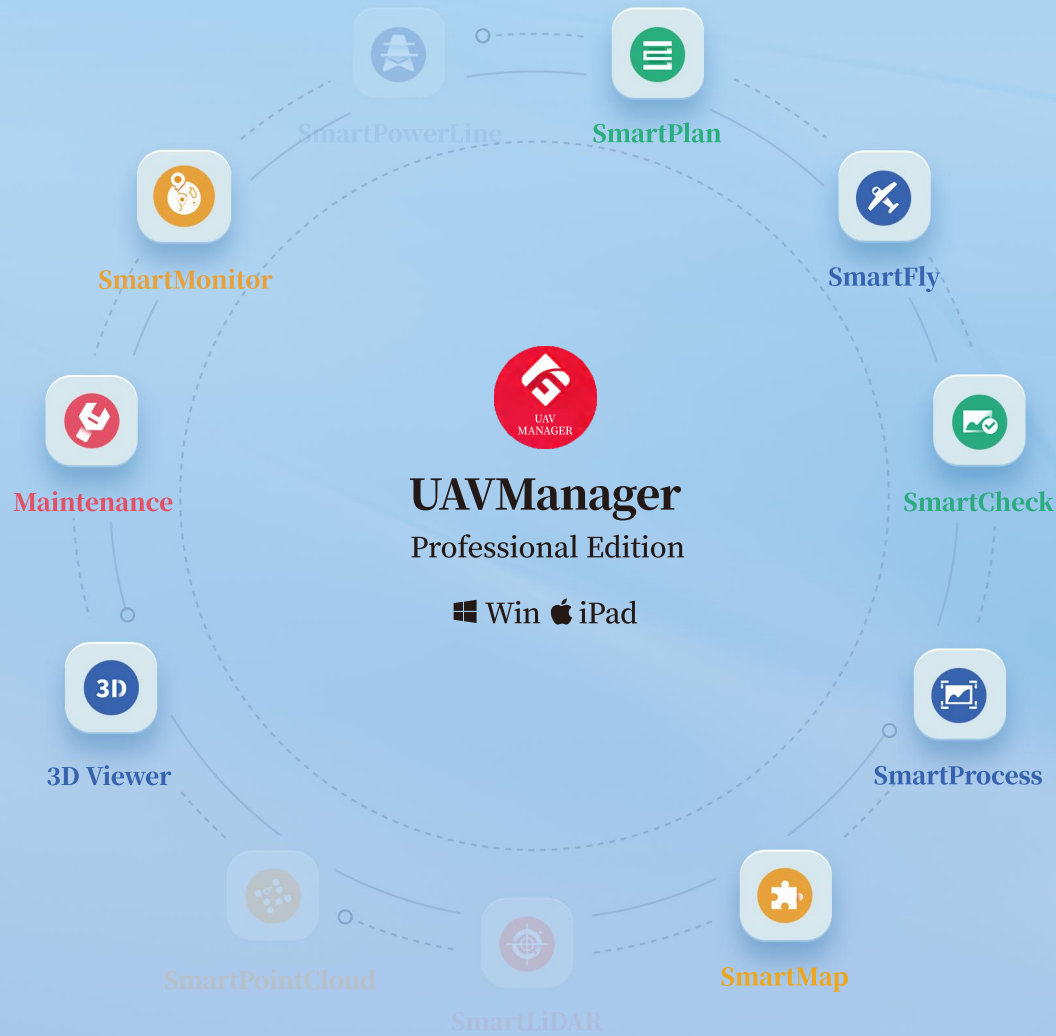 SmartPowerLine
SmartPlan
SmartMonitor
SmartFly
UAV
MANAGER
Maintenance
UAVManager
SmartCheck
Professional Edition
Win iPad
3D
3D Viewer
SmartProcess
SmartPointCloud
SmartMap
SmartLiDAR